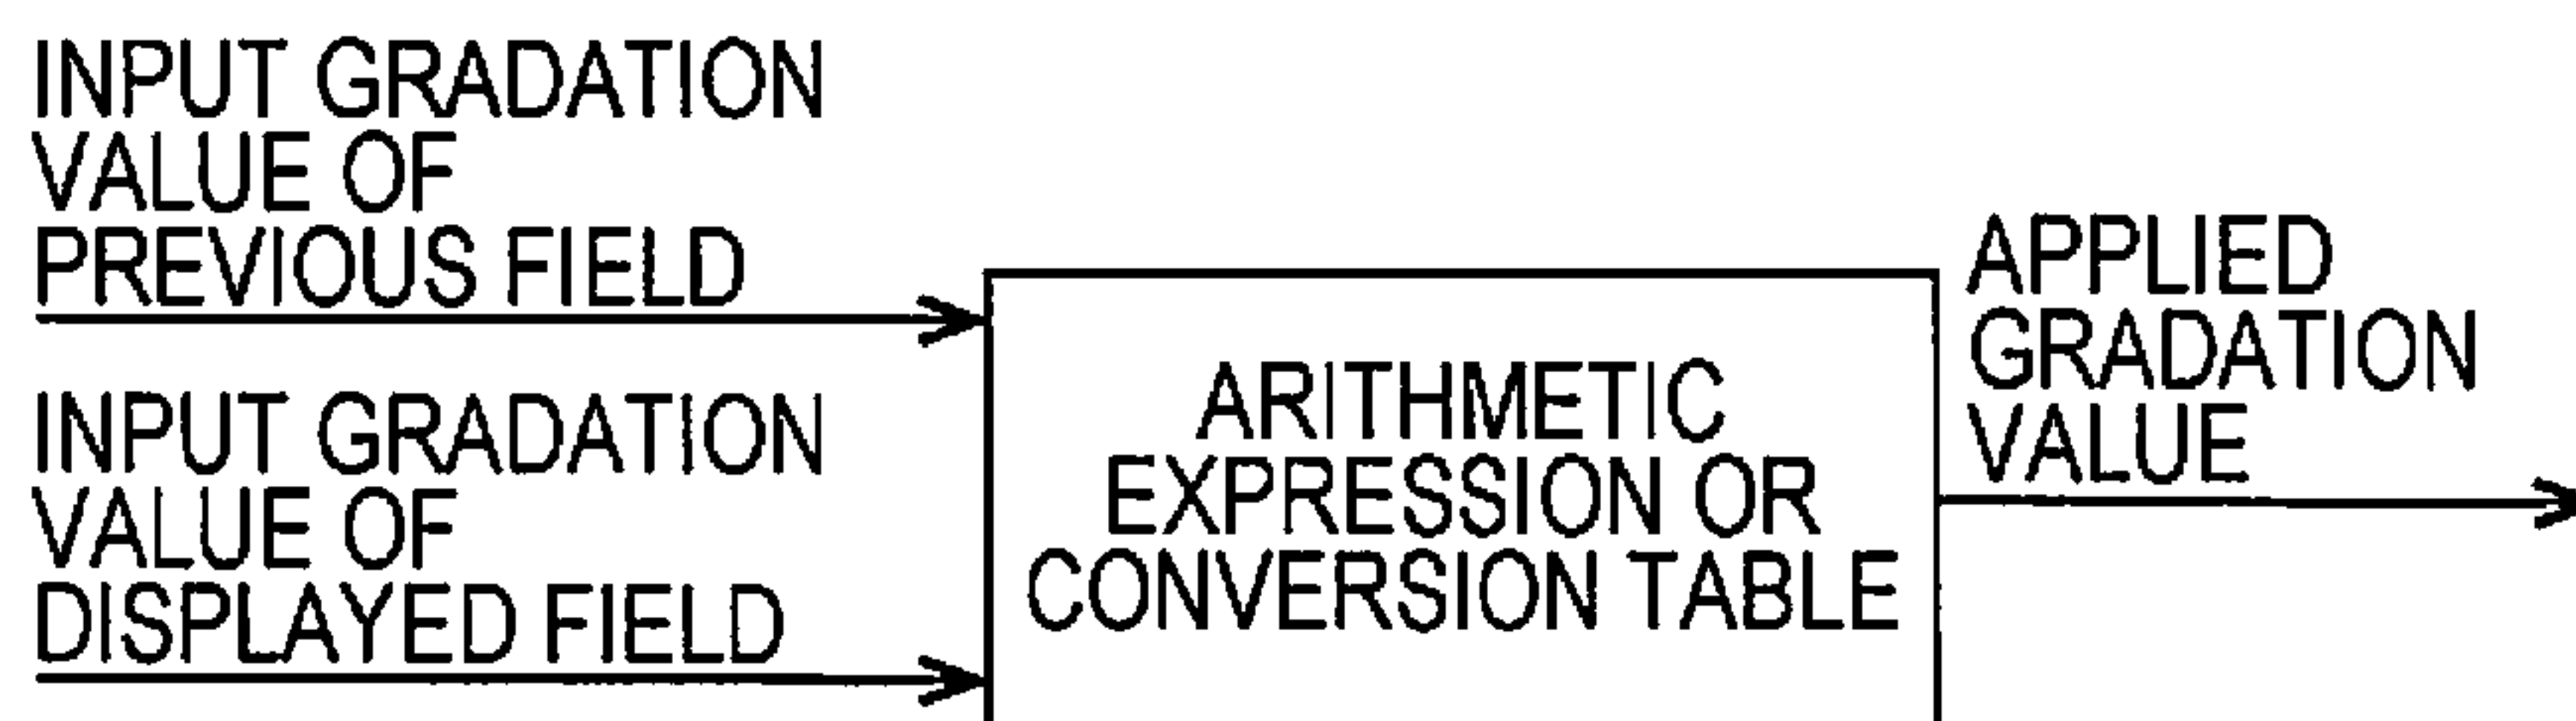 INPUT GRADATION
VALUE OF
PREVIOUS FIELD
INPUT GRADATION
VALUE OF
DISPLAYED FIELD
ARITHMETIC
EXPRESSION OR
CONVERSION TABLE
APPLIED
GRADATION
VALUE